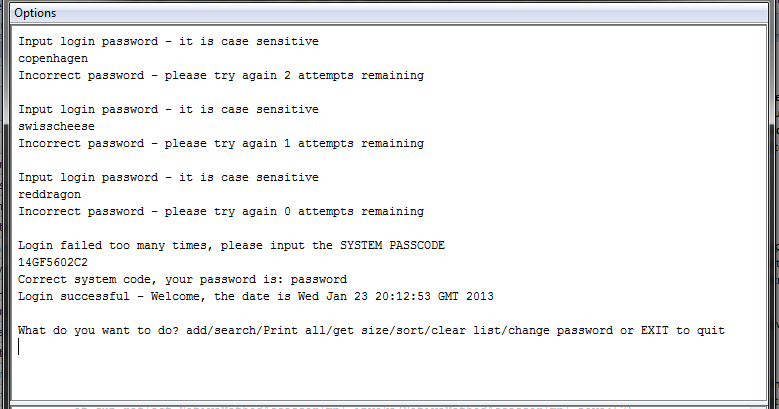 Options
Input login password - it is case sensitive
copenhagen
Incorrect password - please try again 2 attempts remaining
Input login password - it is case sensitive
swisscheese
Incorrect password - please try again 1 attempts remaining
Input login password - it is case sensitive
reddragon
Incorrect password - please try again 0 attempts remaining
Login failed too many times, please input the SYSTEM PASSCODE
14GF5602C2
Correct system code, your password is: password
Login successful - Welcome, the date is Wed Jan 23 20:12:53 GMT 2013
What do you want to do? add/search/Print all/get size/sort/clear list/change password or EXIT to quit